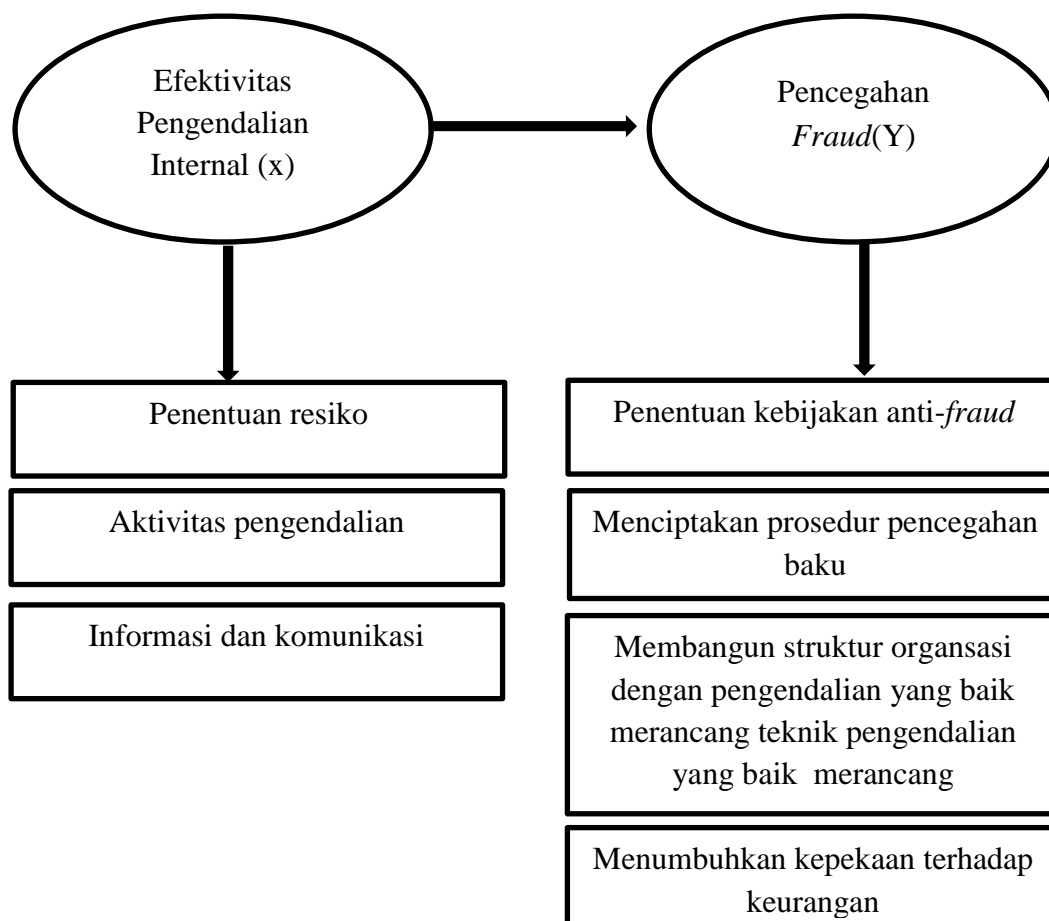 Efektivitas
Pengendalian
Internal (x)
Pencegahan
Fraud(Y)
Penentuan resiko
Aktivitas pengendalian
Informasi dan komunikasi
Penentuan kebijakan anti-fraud
Menciptakan prosedur pencegahan
baku
Membangun struktur organsasi
dengan pengendalian yang baik
merancang teknik pengendalian
yang baik  merancang
Menumbuhkan kepekaan terhadap
keurangan